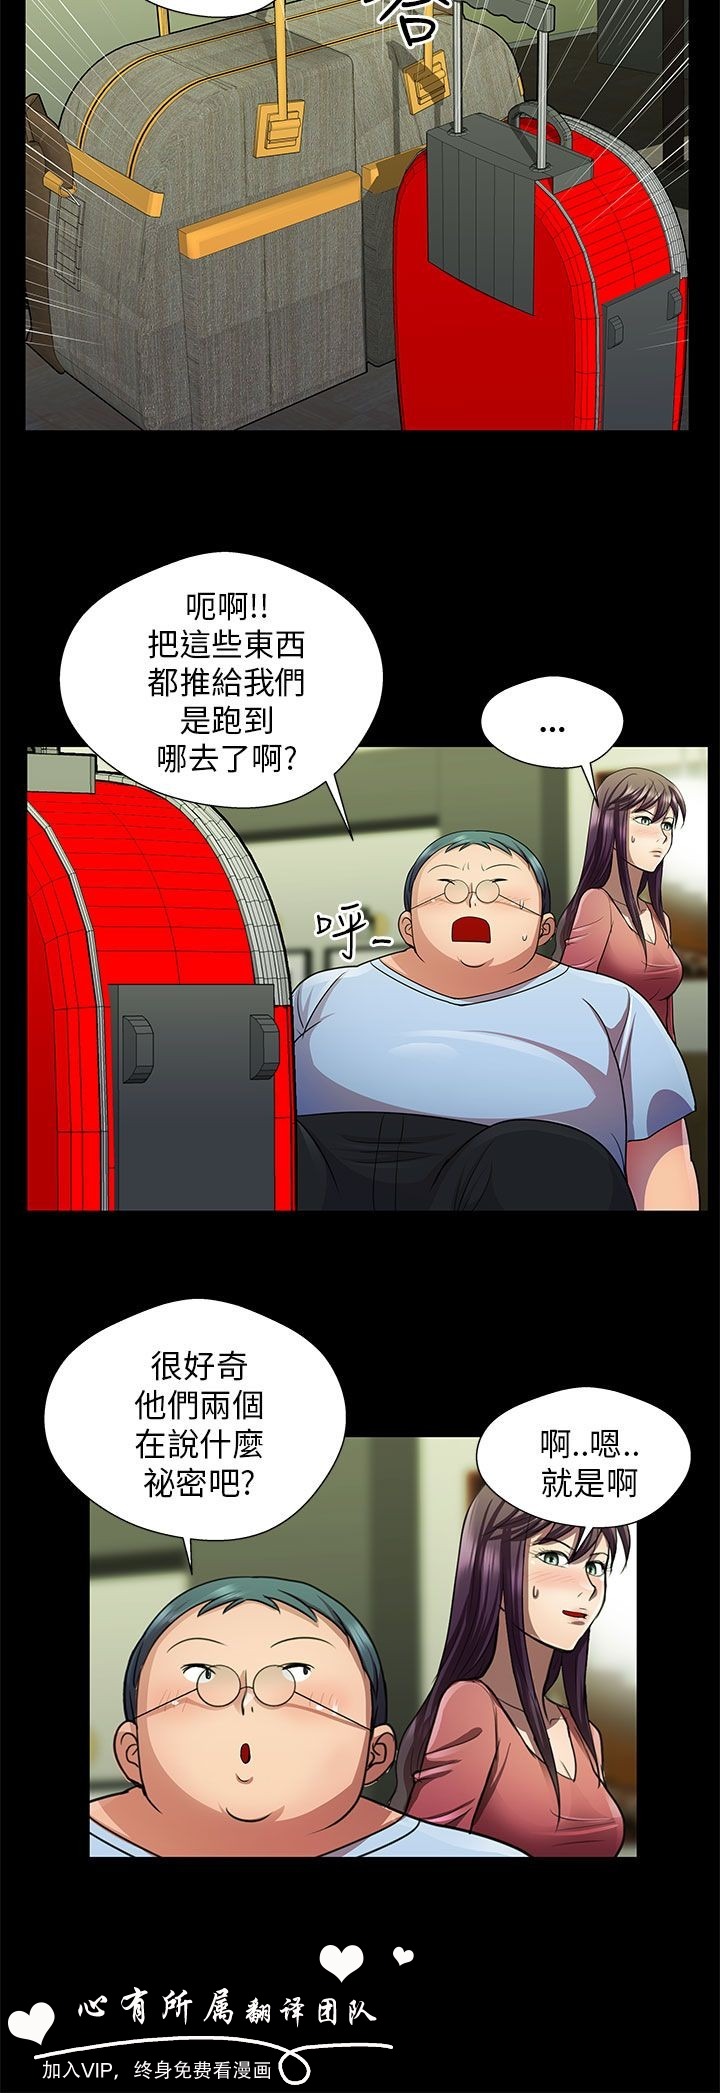 呃啊!!
把這些東西
都推給我們
是跑到
哪去了啊?
...
呼~
很好奇
他們兩個
在說什麼
祕密吧?
啊..嗯..
就是啊
心有所属翻译团队
加入VIP，终身免费看漫画